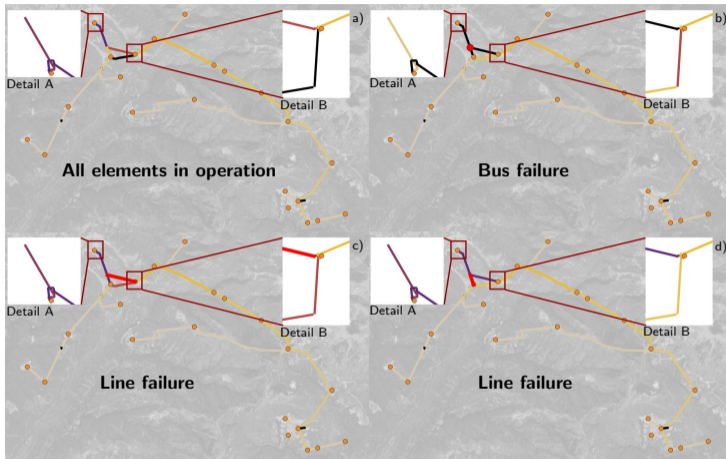 a)
Detail A
Detail B
All elements in operation
b)
Detail A
Detail B
Bus failure
c)
Detail A
Detail B
Line failure
d)
Detail A
Detail B
Line failure